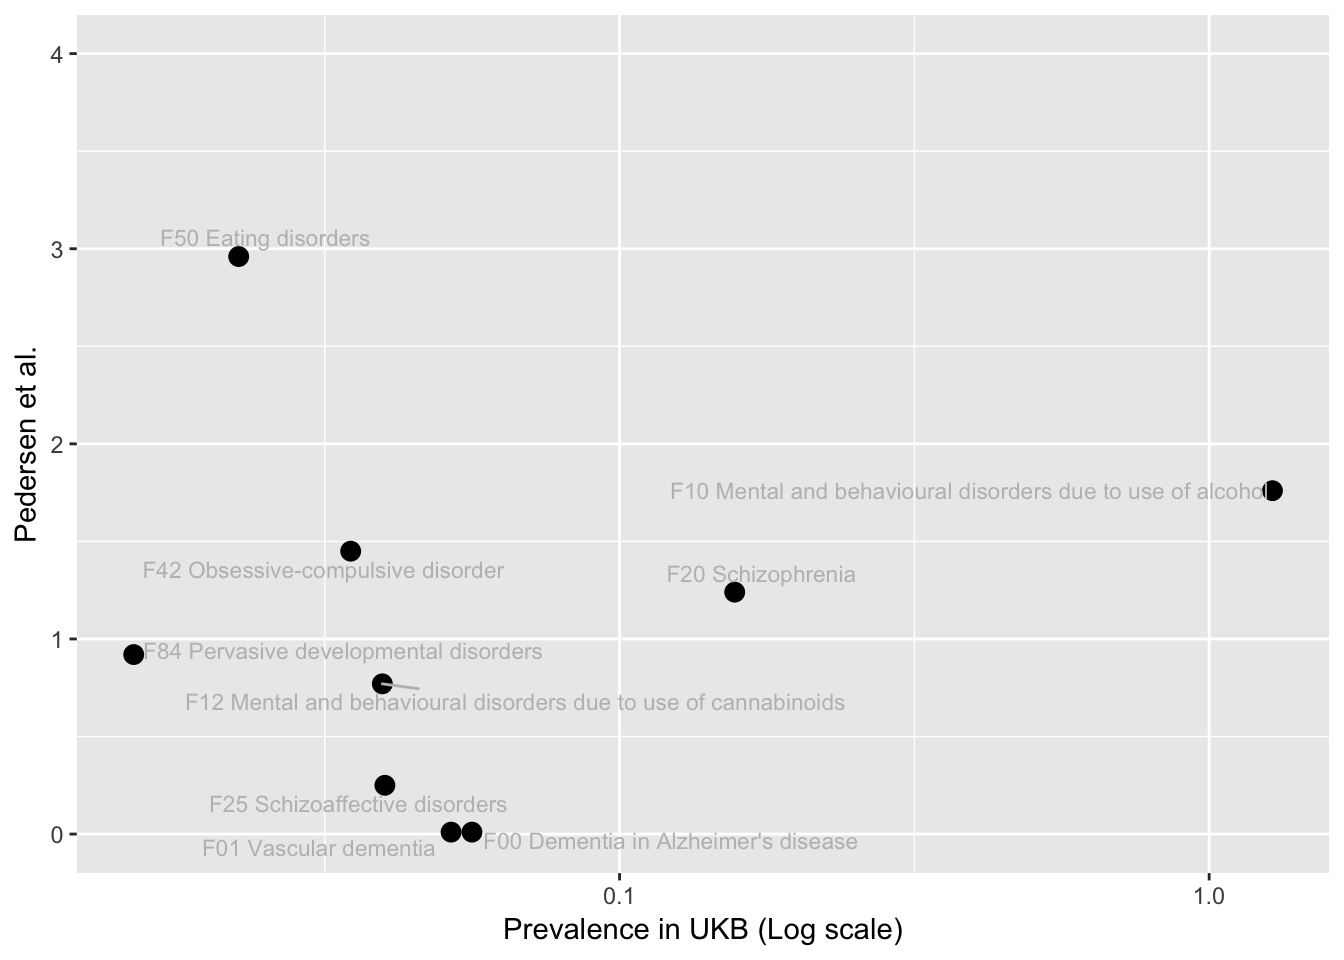 4
F50 Eating disorders
3
Pedersen et al.
2
F10 Mental and behavioural disorders due to use of alcohol
F42 Obsessive-compulsive disorder
F20 Schizophrenia
1
F84 Pervasive developmental disorders
F12 Mental and behavioural disorders due to use of cannabinoids
F25 Schizoaffective disorders
0
F00 Dementia in Alzheimer's disease
F01 Vascular dementia
0.1
1.0
Prevalence in UKB (Log scale)